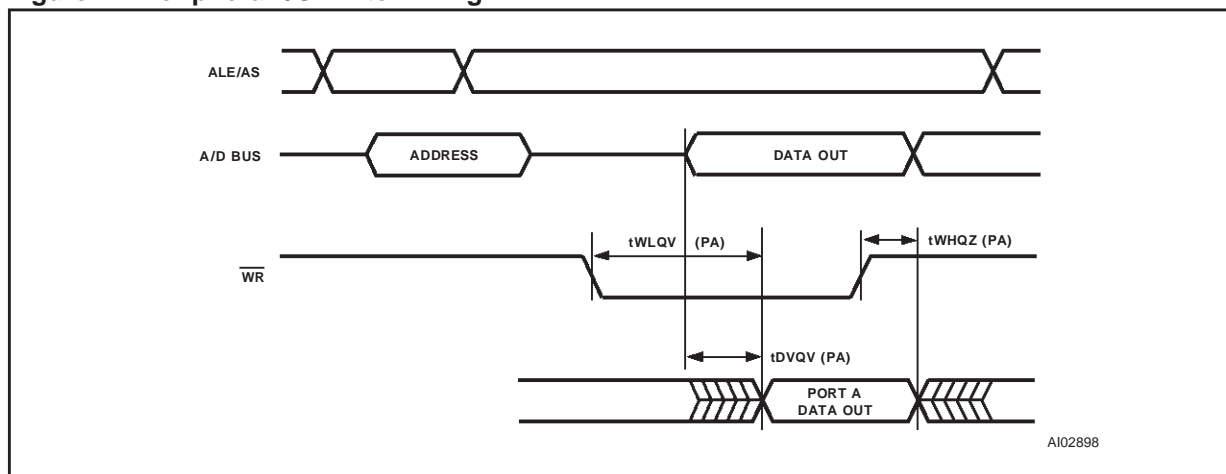 ALE/AS
A/D BUS
ADDRESS
DATA OUT
tWLQV (PA)
tWHQZ (PA)
WR
tDVQV (PA)
PORT A
DATA OUT
AI02898